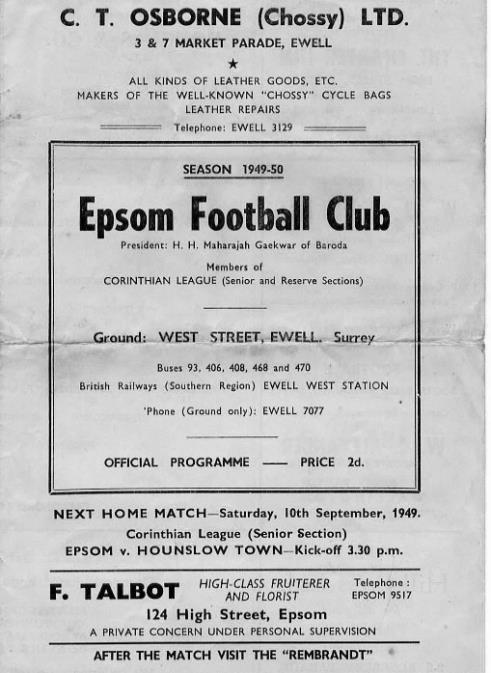 C. T. OSBORNE (Chossy) LTD.
3 & 7 MARKET PARADE, EWELL
★
ALL KINDS OF LEATHER GOODS, ETC.
MAKERS OF THE WELL-KNOWN "CHOSSY" CYCLE BAGS
LEATHER REPAIRS
Telephone: EWELL 3129
SEASON 1949-50
Epsom Football Club
President: H. H. Maharajah Gaekwar of Baroda
Members of
CORINTHIAN LEAGUE (Senior and Reserve Sections)
Ground: WEST STREET, EWELL. Surrey
Buses 93, 406, 408, 468 and 470
British Railways (Southern Region) EWELL WEST STATION
'Phone (Ground only): EWELL 7077
OFFICIAL PROGRAMME — PRICE 2d.
NEXT HOME MATCH—Saturday, 10th September, 1949.
Corinthian League (Senior Section)
EPSOM v. HOUNSLOW TOWN—Kick-off 3.30 p.m.
F. TALBOT
HIGH-CLASS FRUITERER
AND FLORIST
Telephone :
EPSOM 9517
124 High Street, Epsom
A PRIVATE CONCERN UNDER PERSONAL SUPERVISION
AFTER THE MATCH VISIT THE "REMBRANDT"